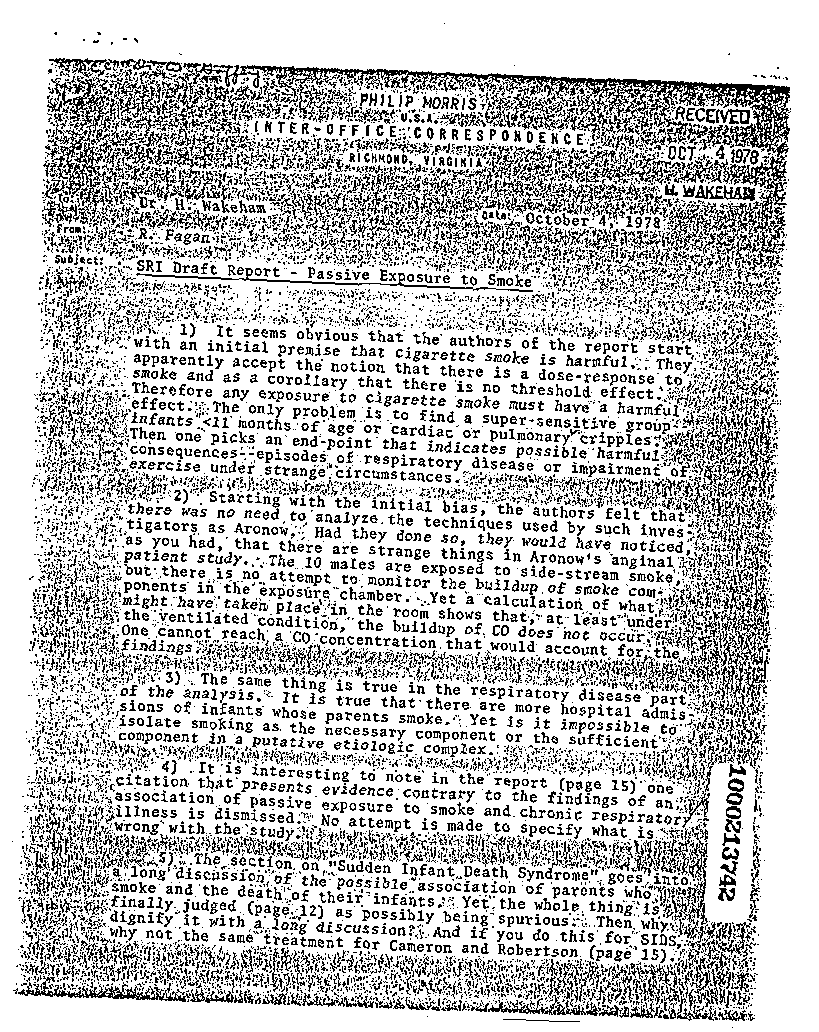 PHILIP MORRIS
U.S.A.
INTER-OFFICE CORRESPONDENCE
RICHMOND, VIRGINIA
RECEIVED
OCT 4 1978
H. WAKEHAM
To: Dr. H. Wakeham
Date: October 4, 1978
From: R. Fagan
Subject: SRI Draft Report - Passive Exposure to Smoke
1) It seems obvious that the authors of the report start
with an initial premise that cigarette smoke is harmful. They
apparently accept the notion that there is a dose-response to
smoke and as a corollary that there is no threshold effect.
Therefore any exposure to cigarette smoke must have a harmful
effect. The only problem is to find a super-sensitive group--
infants <11 months of age or cardiac or pulmonary cripples.
Then one picks an end-point that indicates possible harmful
consequences--episodes of respiratory disease or impairment of
exercise under strange circumstances.
2) Starting with the initial bias, the authors felt that
there was no need to analyze the techniques used by such inves-
tigators as Aronow. Had they done so, they would have noticed,
as you had, that there are strange things in Aronow's anginal
patient study. The 10 males are exposed to side-stream smoke,
but there is no attempt to monitor the buildup of smoke com-
ponents in the exposure chamber. Yet a calculation of what
might have taken place in the room shows that, at least under
the ventilated condition, the buildup of CO does not occur.
One cannot reach a CO concentration that would account for the
findings.
3) The same thing is true in the respiratory disease part
of the analysis. It is true that there are more hospital admis-
sions of infants whose parents smoke. Yet is it impossible to
isolate smoking as the necessary component or the sufficient
component in a putative etiologic complex.
4) It is interesting to note in the report (page 15) one
citation that presents evidence contrary to the findings of an
association of passive exposure to smoke and chronic respiratory
illness is dismissed. No attempt is made to specify what is
wrong with the study.
5) The section on "Sudden Infant Death Syndrome" goes into
a long discussion of the possible association of parents who
smoke and the death of their infants. Yet the whole thing is
finally judged (page 12) as possibly being spurious. Then why
dignify it with a long discussion? And if you do this for SIDS,
why not the same treatment for Cameron and Robertson (page 15).
1000213742